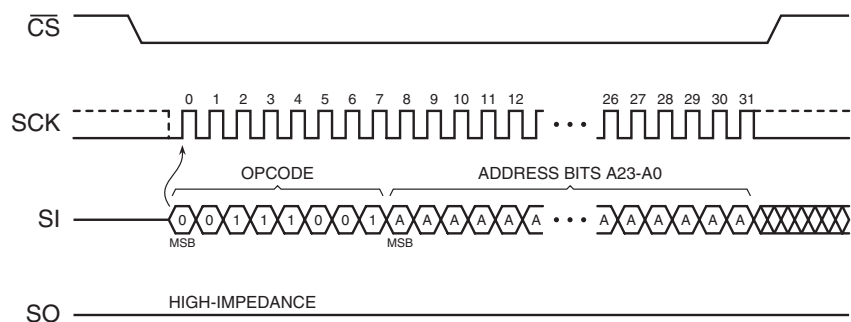 CS
0 1 2 3 4 5 6 7 8 9 10 11 12 26 27 28 29 30 31
SCK
OPCODE ADDRESS BITS A23-A0
SI 0 0 1 1 1 0 0 1 A A A A A A A A A A A A
MSB MSB
HIGH-IMPEDANCE
SO